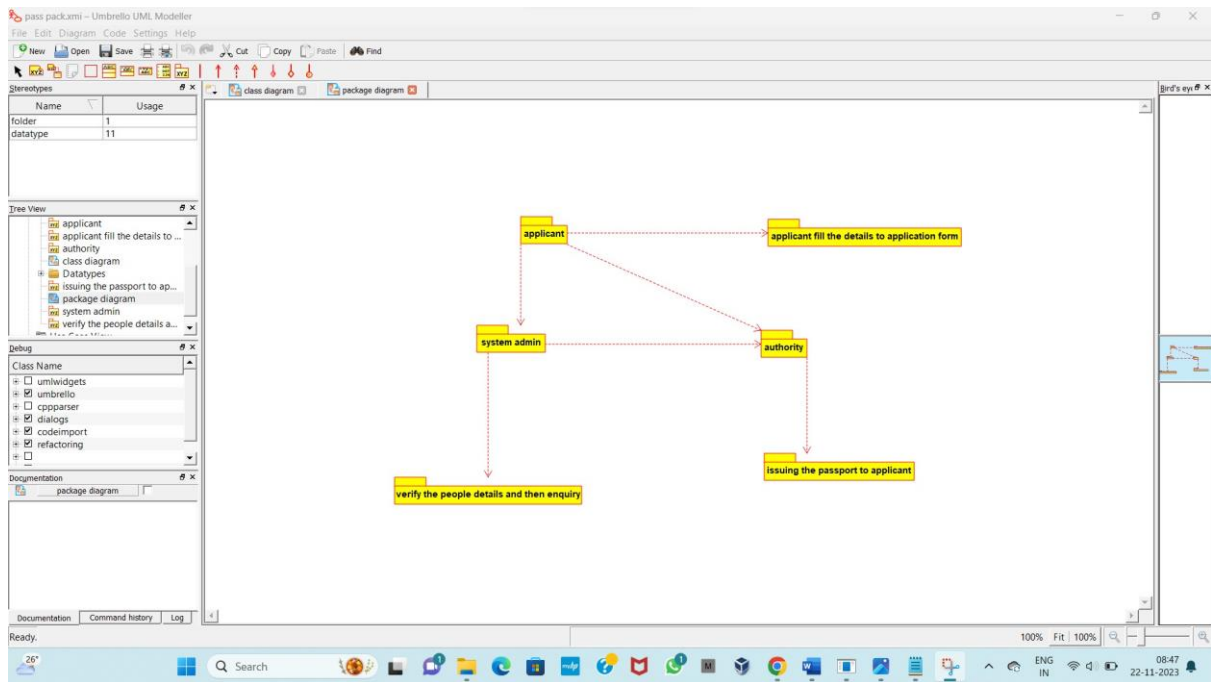 pass pack.xmi – Umbrello UML Modeller
File Edit Diagram Code Settings Help
New Open Save Cut Copy Paste Find
Stereotypes
class diagram package diagram
Bird's eye
Name Usage
folder 1
datatype 11
Tree View
applicant
applicant fill the details to ...
authority
class diagram
Datatypes
issuing the passport to ap...
package diagram
system admin
verify the people details a...
Use Case View
Debug
Class Name
umlwidgets
umbrello
cppparser
dialogs
codeimport
refactoring
Documentation
package diagram
applicant
applicant fill the details to application form
system admin
authority
issuing the passport to applicant
verify the people details and then enquiry
Documentation Command history Log
Ready.
100% Fit 100%
26°
Search
ENG
IN
08:47
22-11-2023